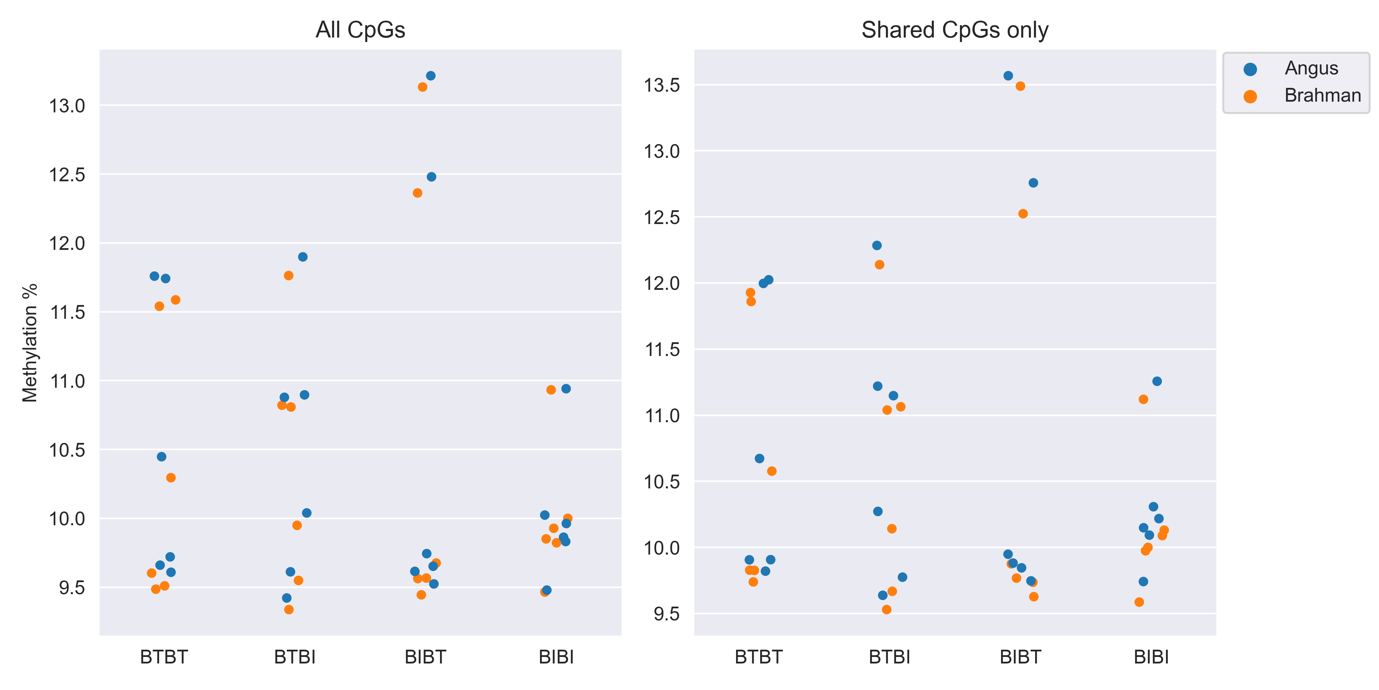 All CpGs
Shared CpGs only
Angus
Brahman
Methylation %
13.0
12.5
12.0
11.5
11.0
10.5
10.0
9.5
13.5
13.0
12.5
12.0
11.5
11.0
10.5
10.0
9.5
BTBT
BTBI
BIBT
BIBI
BTBT
BTBI
BIBT
BIBI